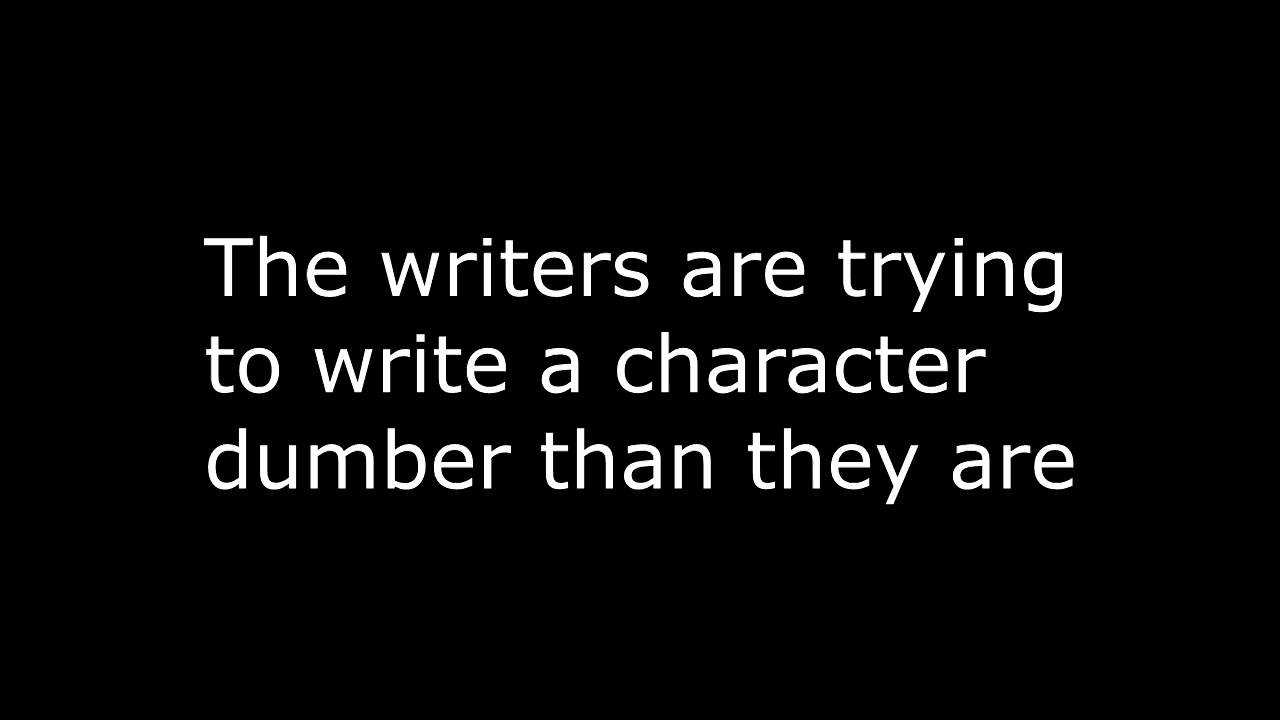 The writers are trying
to write a character
dumber than they are